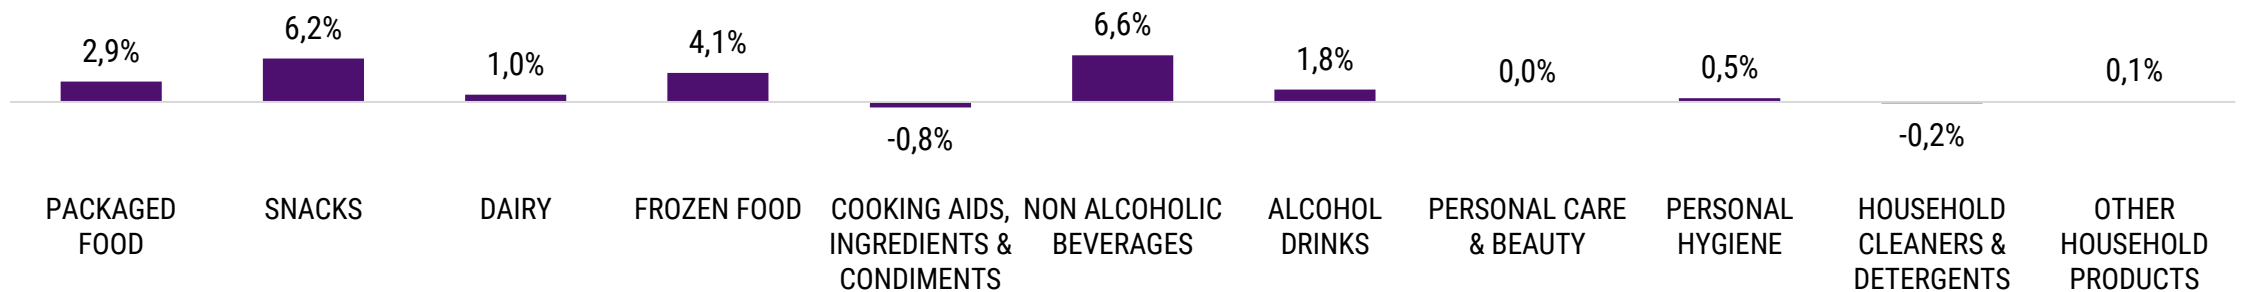 2,9%
6,2%
1,0%
4,1%
-0,8%
6,6%
1,8%
0,0%
0,5%
-0,2%
0,1%
PACKAGED
FOOD
SNACKS
DAIRY
FROZEN FOOD
COOKING AIDS,
INGREDIENTS &
CONDIMENTS
NON ALCOHOLIC
BEVERAGES
ALCOHOL
DRINKS
PERSONAL CARE
& BEAUTY
PERSONAL
HYGIENE
HOUSEHOLD
CLEANERS &
DETERGENTS
OTHER
HOUSEHOLD
PRODUCTS